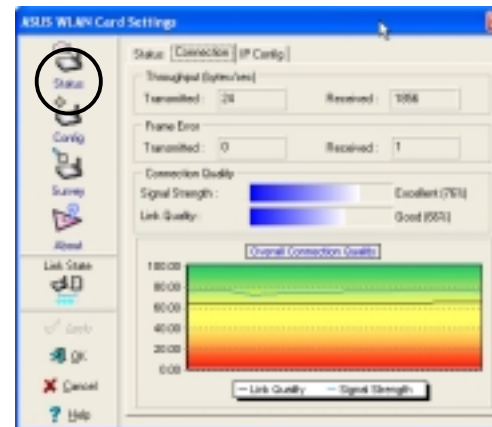 ASUS WLAN Card Settings
Status
Config
Survey
About
Link State
Apply
OK
Cancel
Help
Status Connection IP Config
Throughput (bytes/sec)
Transmitted : 24 Received : 1856
Frame Error
Transmitted : 0 Received : 1
Connection Quality
Signal Strength : Excellent (76%)
Link Quality : Good (66%)
Overall Connection Quality
100.00
80.00
60.00
40.00
20.00
0.00
Link Quality Signal Strength